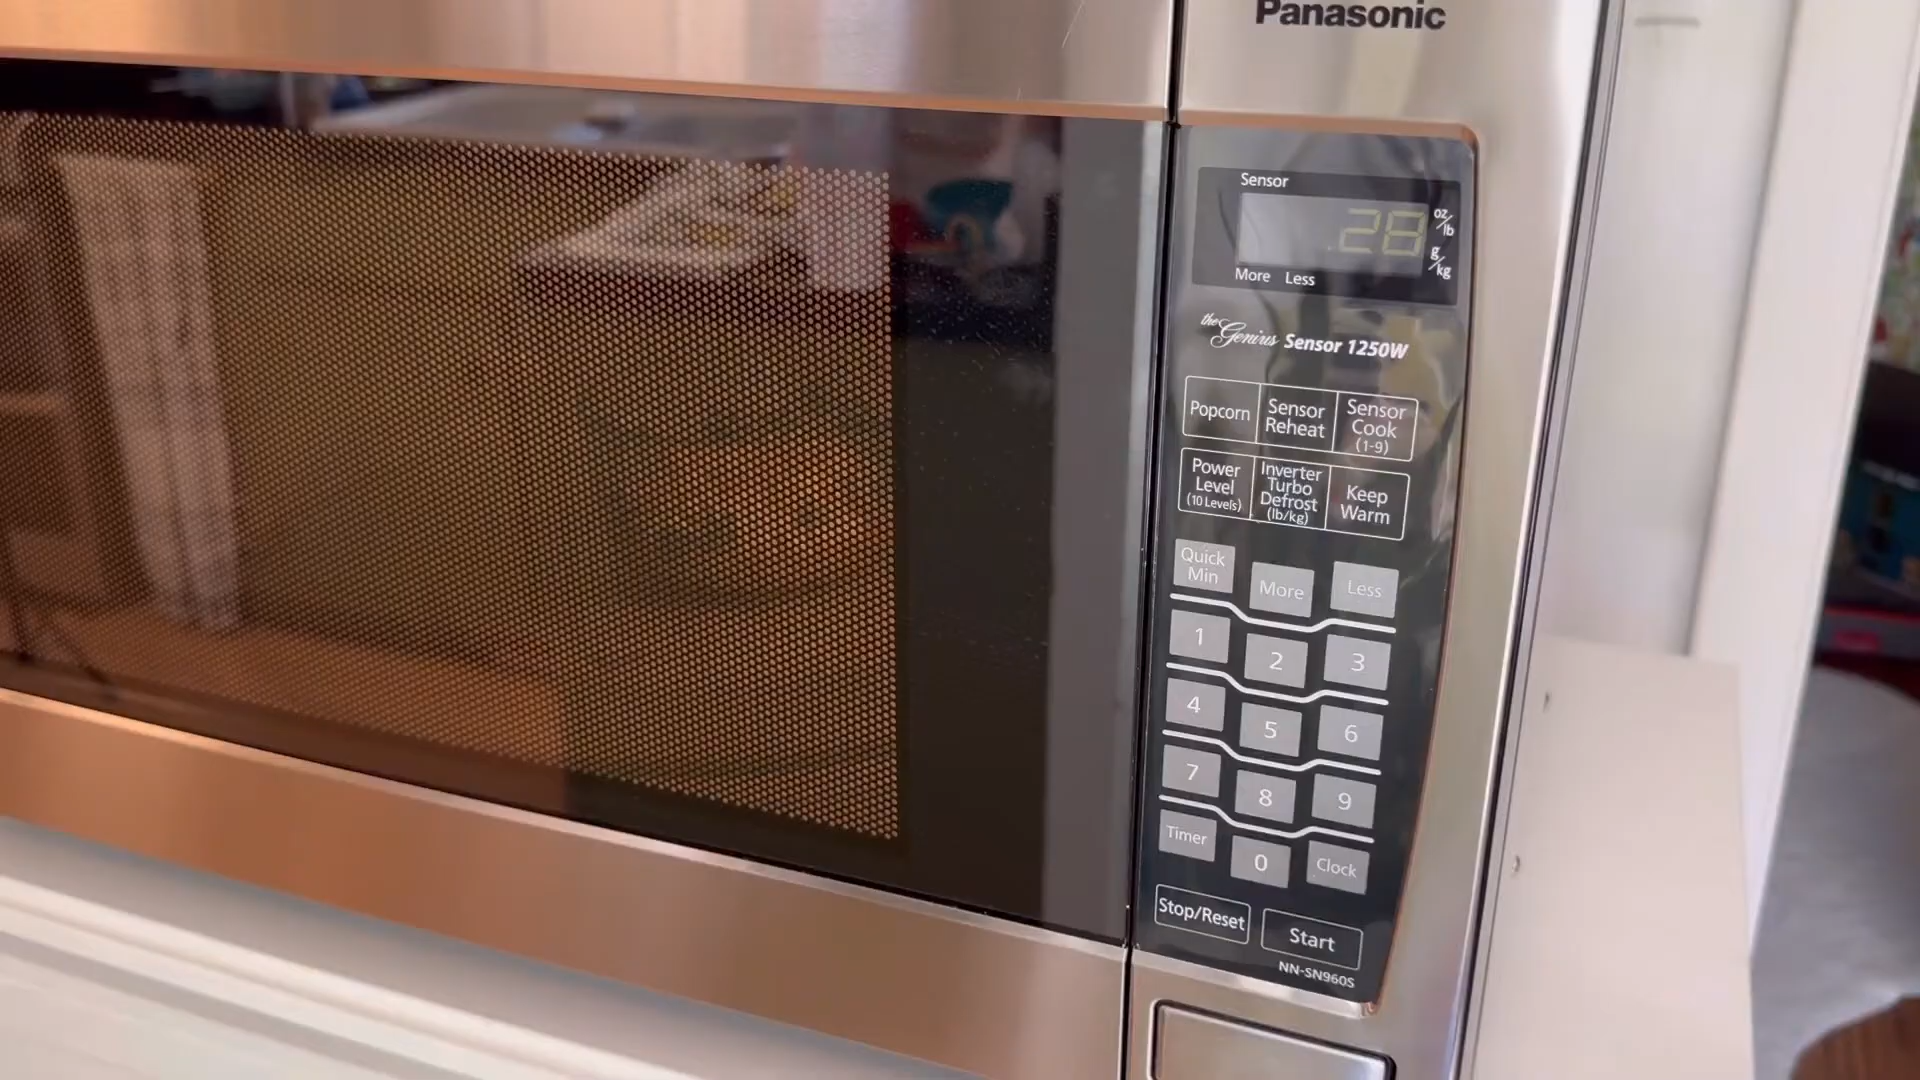 Panasonic
Sensor
28
oz/lb
g/kg
More Less
the Genius Sensor 1250W
Popcorn
Sensor
Reheat
Sensor
Cook
(1-9)
Power
Level
(10 Levels)
Inverter
Turbo
Defrost
(lb/kg)
Keep
Warm
Quick
Min
More
Less
1
2
3
4
5
6
7
8
9
Timer
0
Clock
Stop/Reset
Start
NN-SN960S